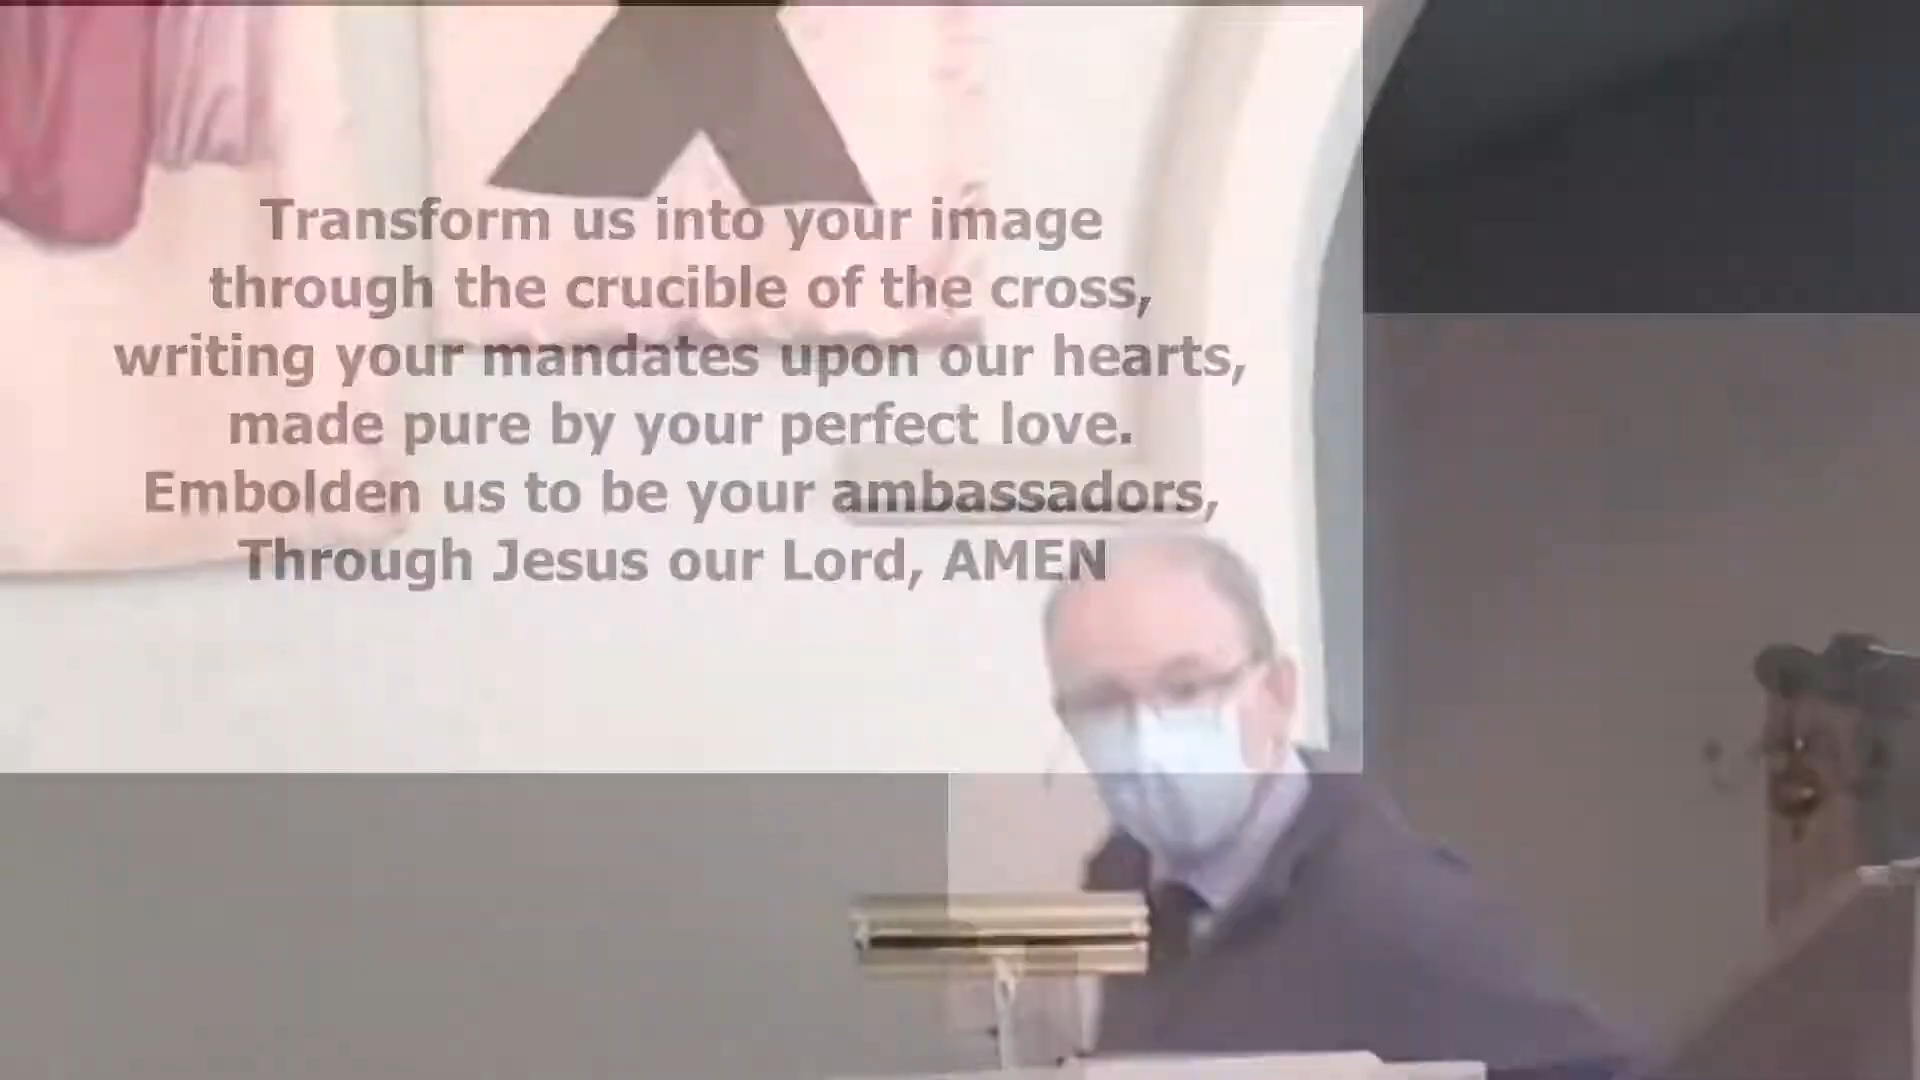 Transform us into your image
through the crucible of the cross,
writing your mandates upon our hearts,
made pure by your perfect love.
Embolden us to be your ambassadors,
Through Jesus our Lord, AMEN